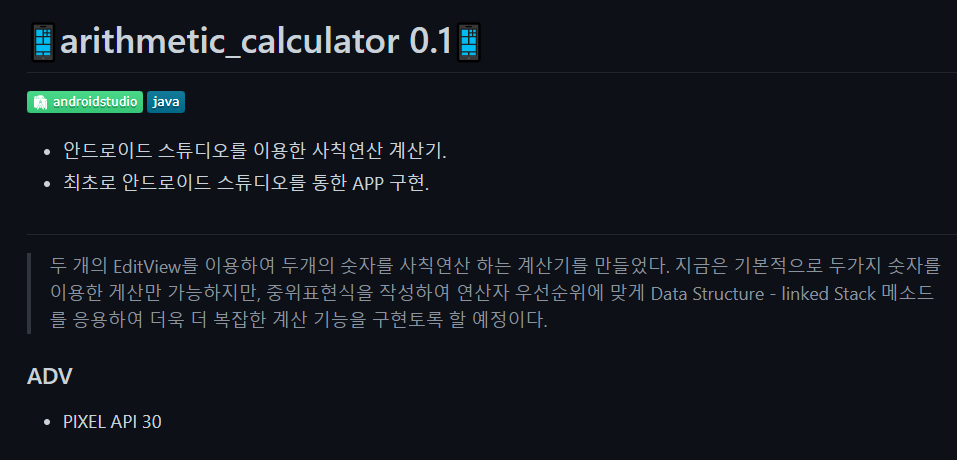 arithmetic_calculator 0.1
androidstudio java
안드로이드 스튜디오를 이용한 사칙연산 계산기.
최초로 안드로이드 스튜디오를 통한 APP 구현.
두 개의 EditView를 이용하여 두개의 숫자를 사칙연산 하는 계산기를 만들었다. 지금은 기본적으로 두가지 숫자를
이용한 게산만 가능하지만, 중위표현식을 작성하여 연산자 우선순위에 맞게 Data Structure - linked Stack 메소드
를 응용하여 더욱 더 복잡한 계산 기능을 구현토록 할 예정이다.
ADV
PIXEL API 30